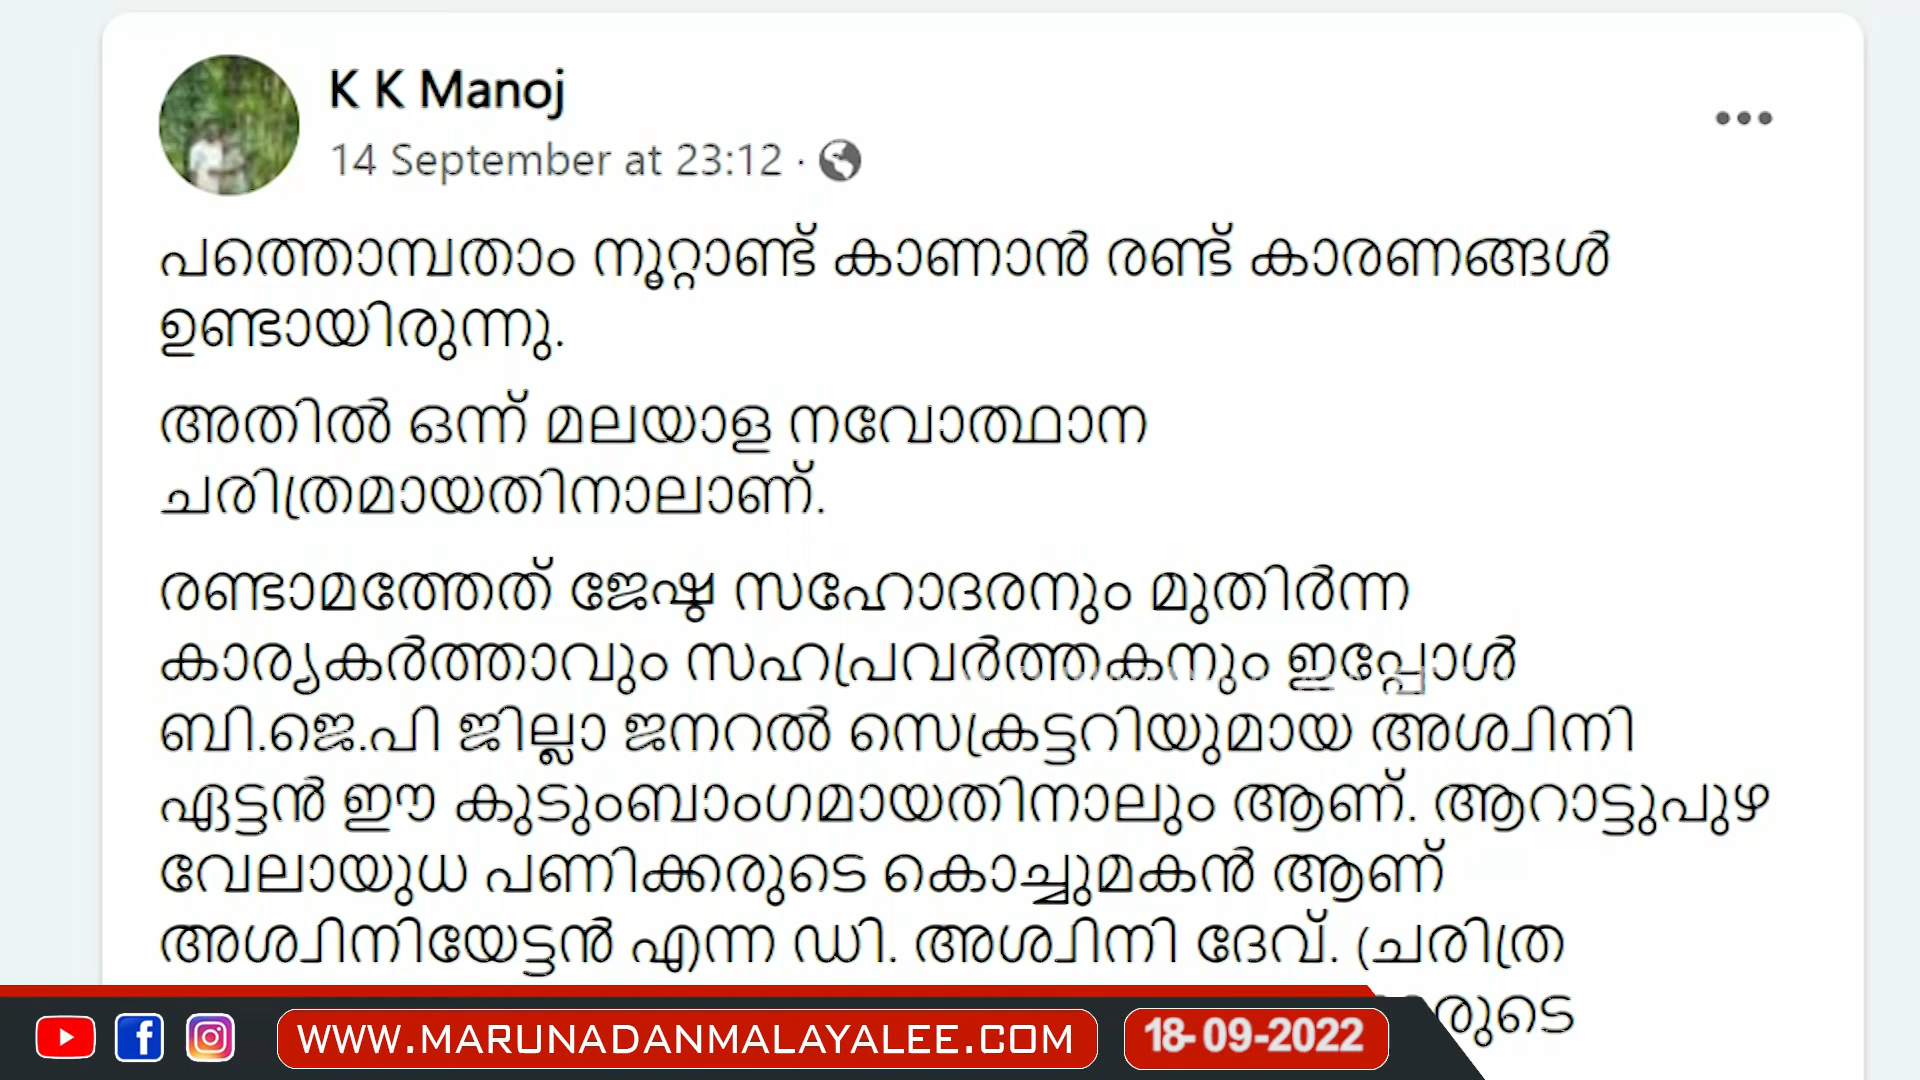 K K Manoj
14 September at 23:12 ·
പത്തൊമ്പതാം നൂറ്റാണ്ട് കാണാൻ രണ്ട് കാരണങ്ങൾ
ഉണ്ടായിരുന്നു.
അതിൽ ഒന്ന് മലയാള നവോത്ഥാന
ചരിത്രമായതിനാലാണ്.
രണ്ടാമത്തേത് ജേഷ്ഠ സഹോദരനും മുതിർന്ന
കാര്യകർത്താവും സഹപ്രവർത്തകനും ഇപ്പോൾ
ബി.ജെ.പി ജില്ലാ ജനറൽ സെക്രട്ടറിയുമായ അശ്വിനി
ഏട്ടൻ ഈ കുടുംബാംഗമായതിനാലും ആണ്. ആറാട്ടുപുഴ
വേലായുധ പണിക്കരുടെ കൊച്ചുമകൻ ആണ്
അശ്വിനിയേട്ടൻ എന്ന ഡി. അശ്വിനി ദേവ്. (ചരിത്ര
WWW.MARUNADANMALAYALEE.COM
18-09-2022